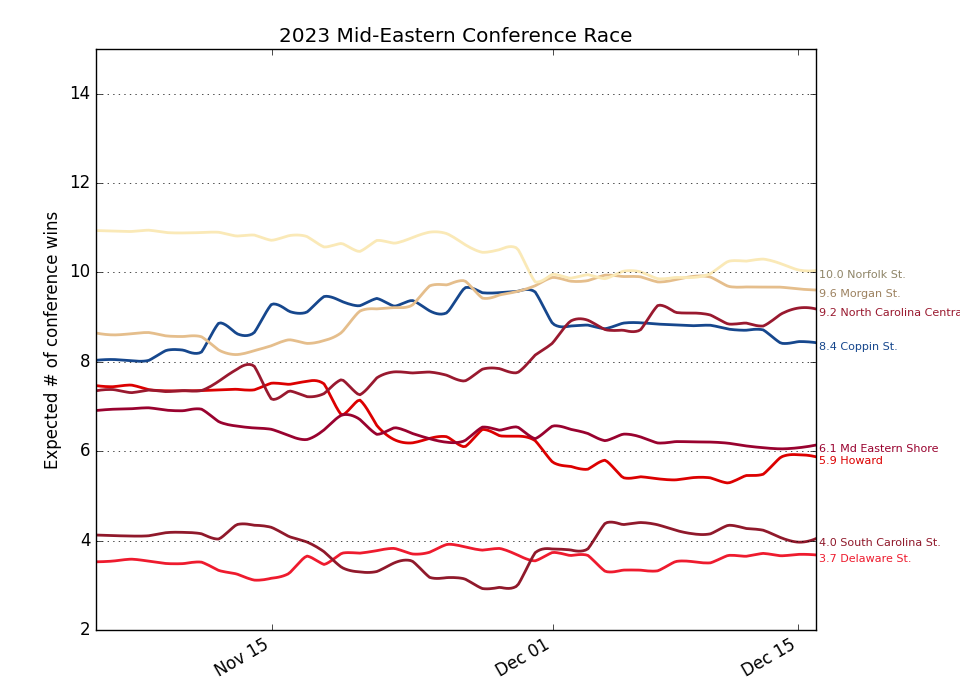 2023 Mid-Eastern Conference Race
Expected # of conference wins
14
12
10
8
6
4
2
10.0 Norfolk St.
9.6 Morgan St.
9.2 North Carolina Centra
8.4 Coppin St.
6.1 Md Eastern Shore
5.9 Howard
4.0 South Carolina St.
3.7 Delaware St.
Nov 15
Dec 01
Dec 15